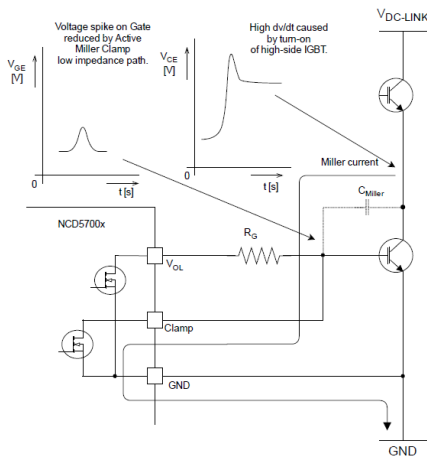 Voltage spike on Gate
reduced by Active
Miller Clamp
low impedance path.
High dv/dt caused
by turn-on
of high-side IGBT.
VDC-LINK
VGE
[V]
VCE
[V]
0
t [s]
0
t [s]
Miller current
CMiller
NCD5700x
RG
VOL
Clamp
GND
GND